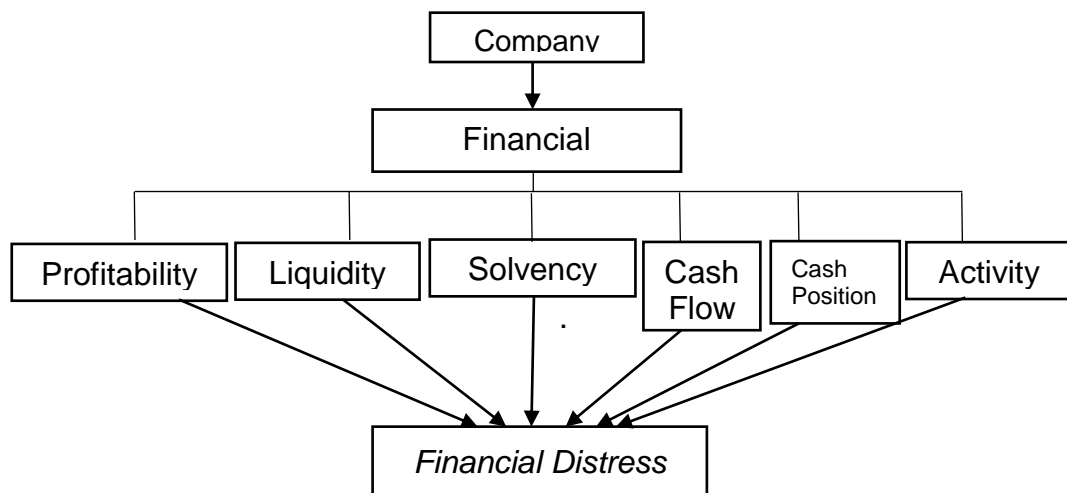 Company
Financial
Profitability
Liquidity
Solvency
Cash
Flow
Cash
Position
Activity
.
Financial Distress